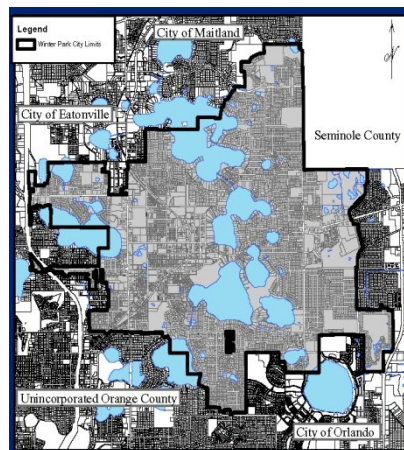 City of Maitland
Legend
Winter Park City Limits
N
City of Eatonville
Seminole County
Unincorporated Orange County
City of Orlando